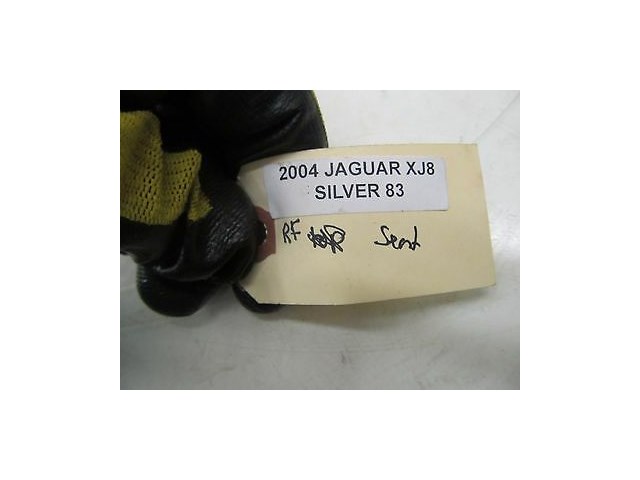 2004 JAGUAR XJ8
SILVER 83
RF Seat